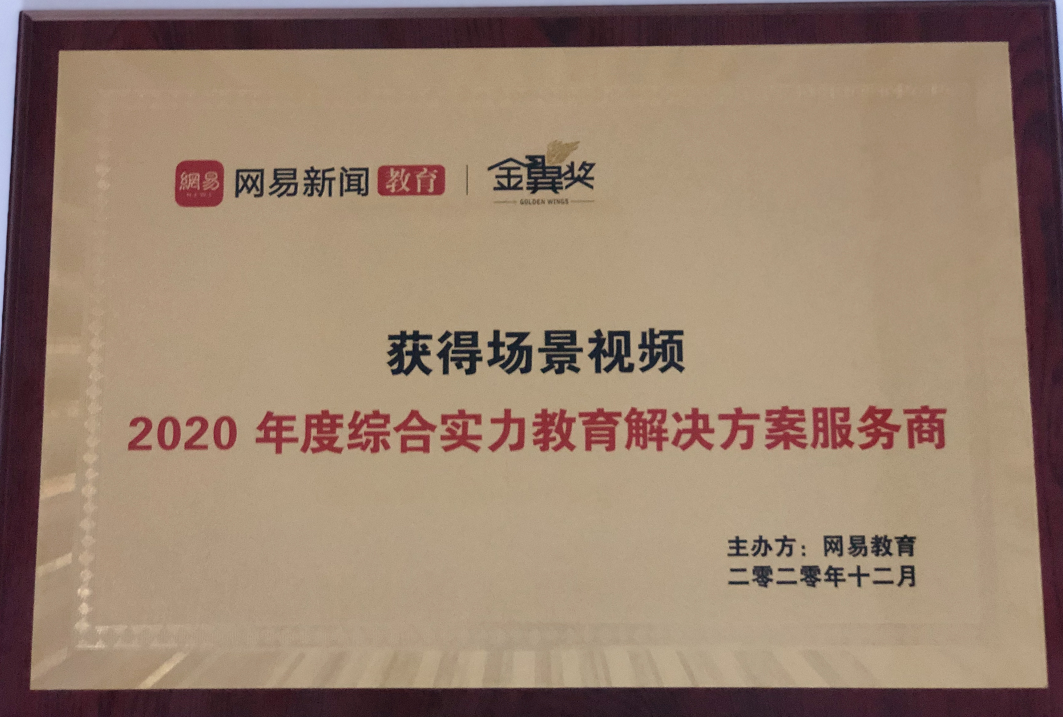 網易 NEWS 网易新闻 教育 金翼奖
GOLDEN WINGS
获得场景视频
2020 年度综合实力教育解决方案服务商
主办方：网易教育
二零二零年十二月